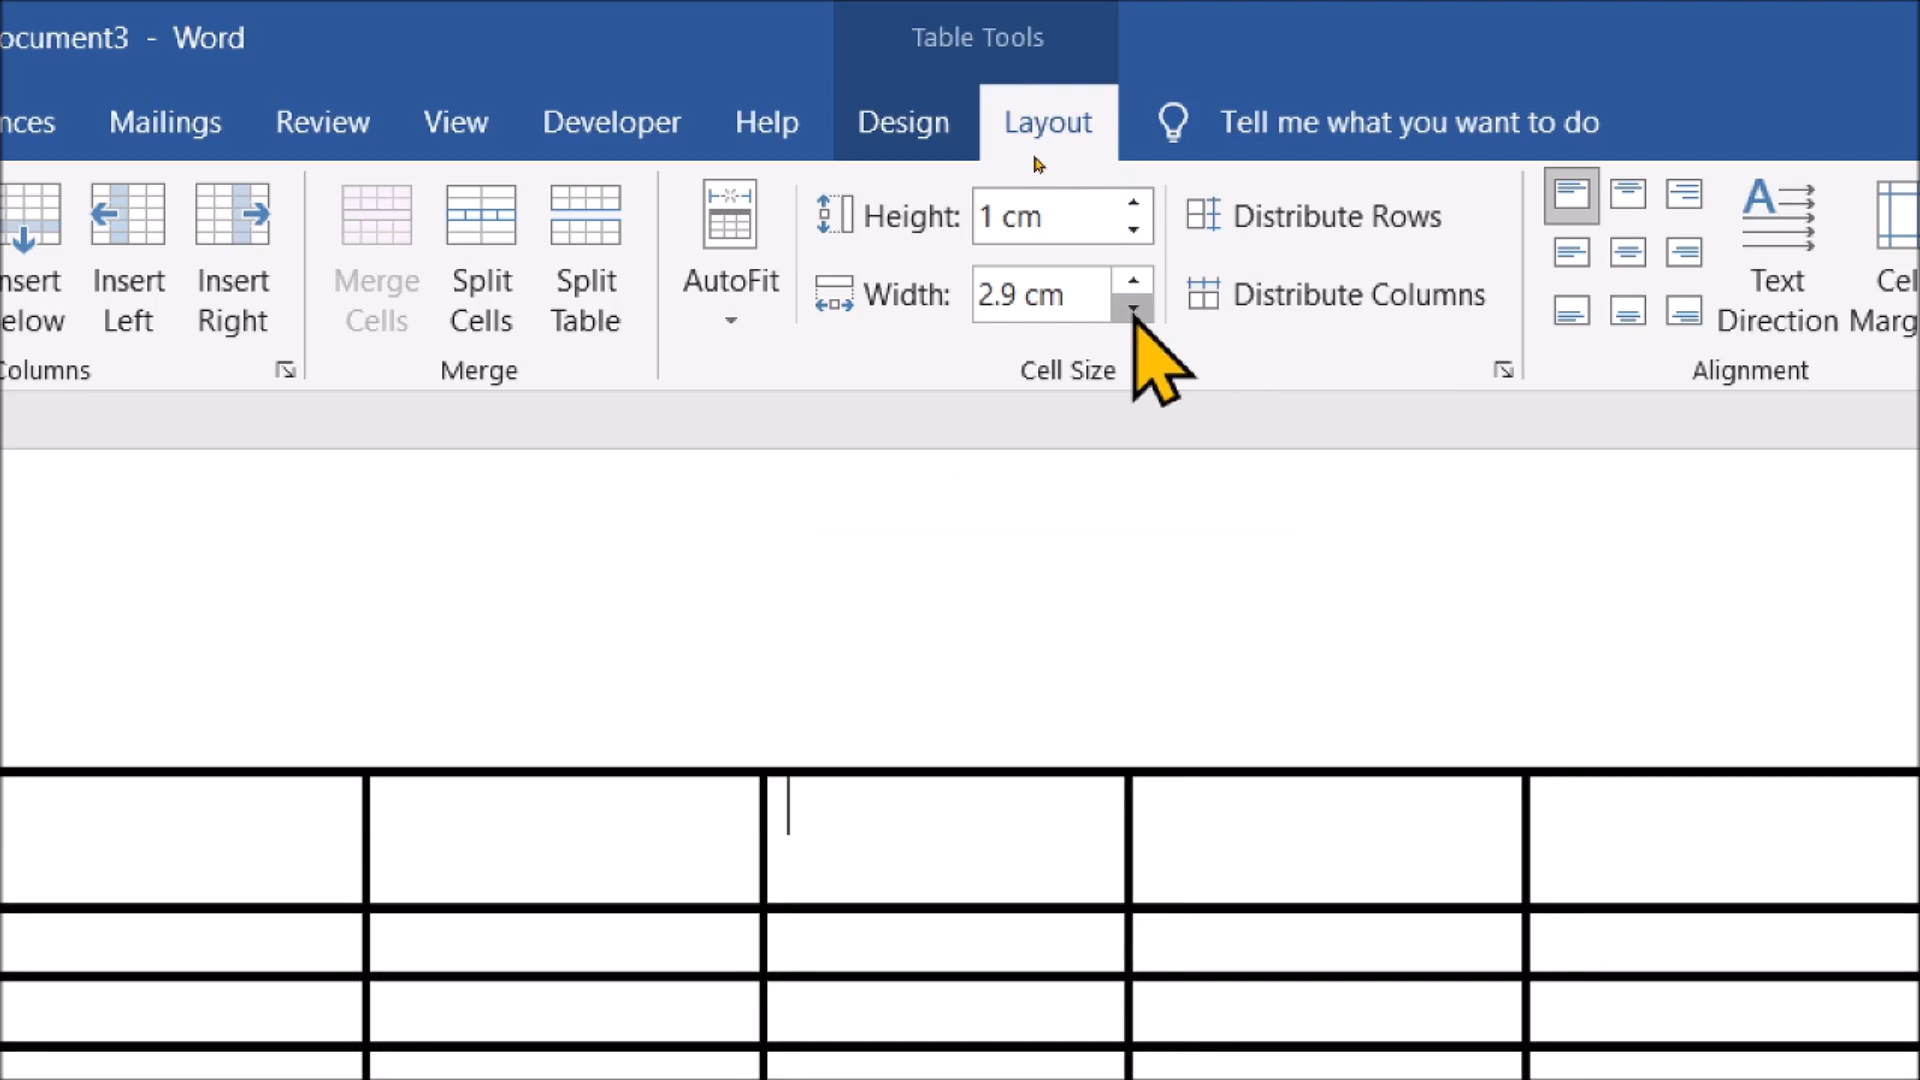 ocument3 - Word
Table Tools
nces Mailings Review View Developer Help Design Layout Tell me what you want to do
nsert
elow
Insert
Left
Insert
Right
Merge
Cells
Split
Cells
Split
Table
AutoFit
Height: 1 cm
Width: 2.9 cm
Distribute Rows
Distribute Columns
Text
Direction
Cel
Marg
Columns
Merge
Cell Size
Alignment